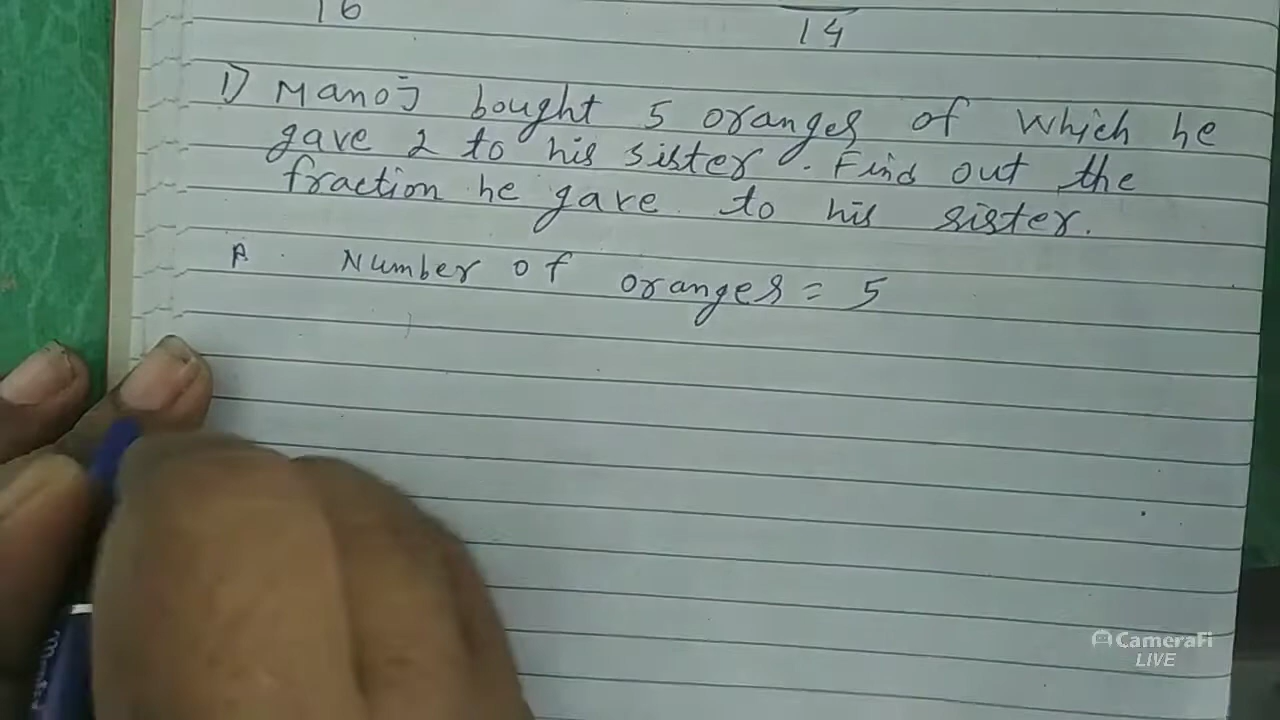 16
14
1) Manoj bought 5 oranges of which he
gave 2 to his sister. Find out the
fraction he gave to his sister.
A. Number of oranges = 5
CameraFi
LIVE